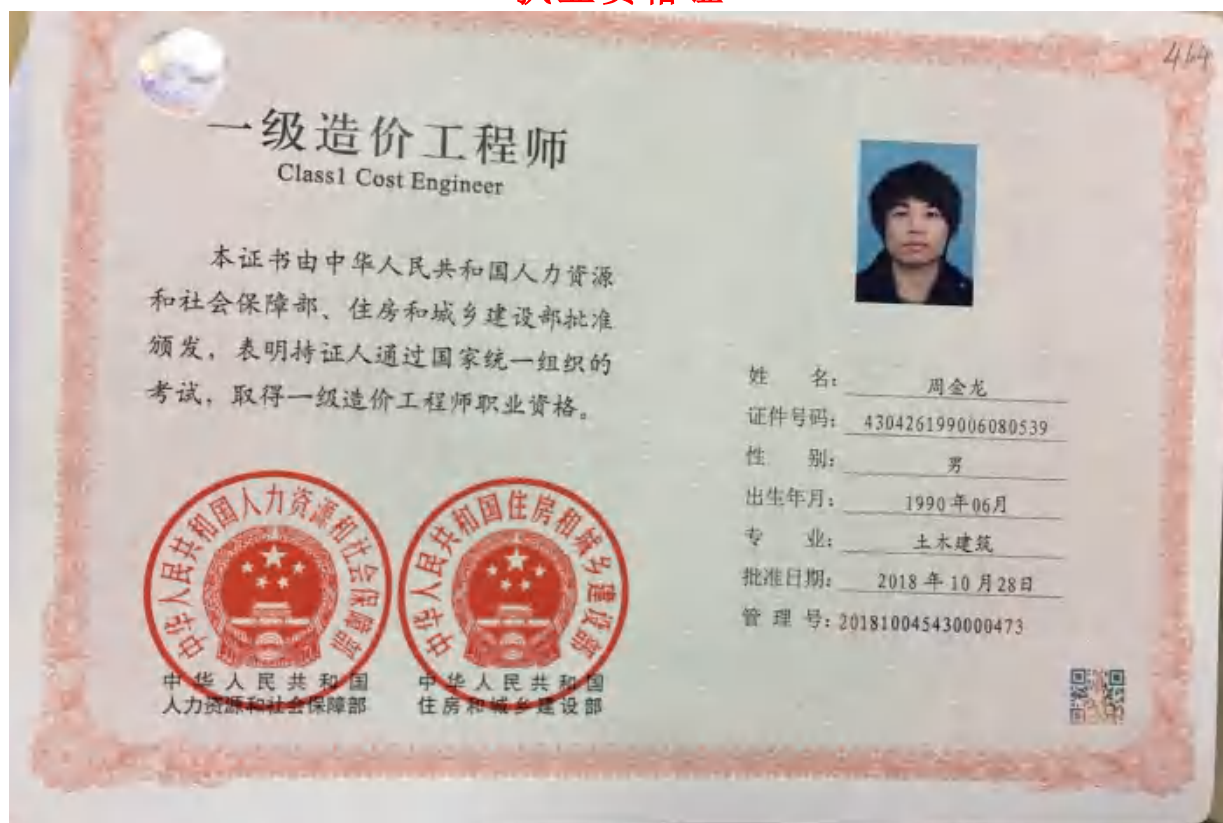 执业资格证
464
一级造价工程师
Class1 Cost Engineer
本证书由中华人民共和国人力资源
和社会保障部、住房和城乡建设部批准
颁发，表明持证人通过国家统一组织的
考试，取得一级造价工程师职业资格。
中华人民共和国人力资源和社会保障部
中华人民共和国住房和城乡建设部
中华人民共和国
人力资源和社会保障部
中华人民共和国
住房和城乡建设部
姓 名：周金龙
证件号码：430426199006080539
性 别：男
出生年月：1990年06月
专 业：土木建筑
批准日期：2018年10月28日
管 理 号：201810045430000473